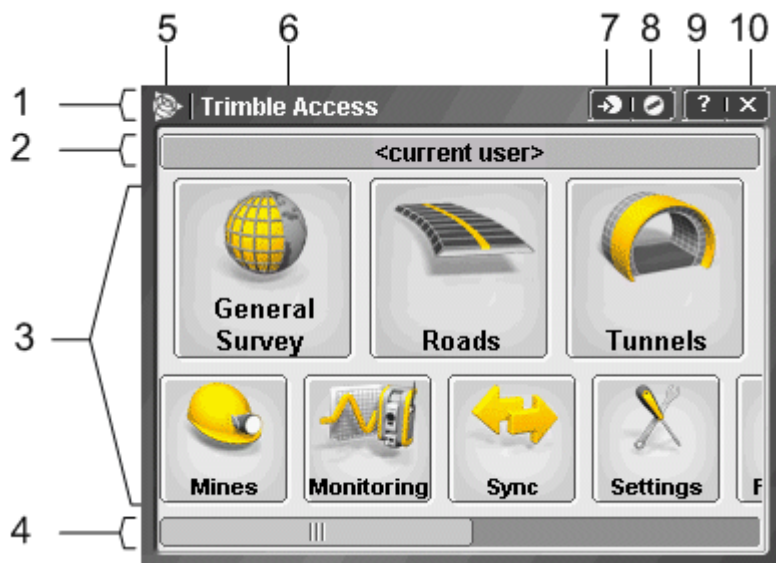 5 6 7 8 9 10
1 Trimble Access ?
2 <current user>
3
General
Survey
Roads
Tunnels
Mines
Monitoring
Sync
Settings
F
4